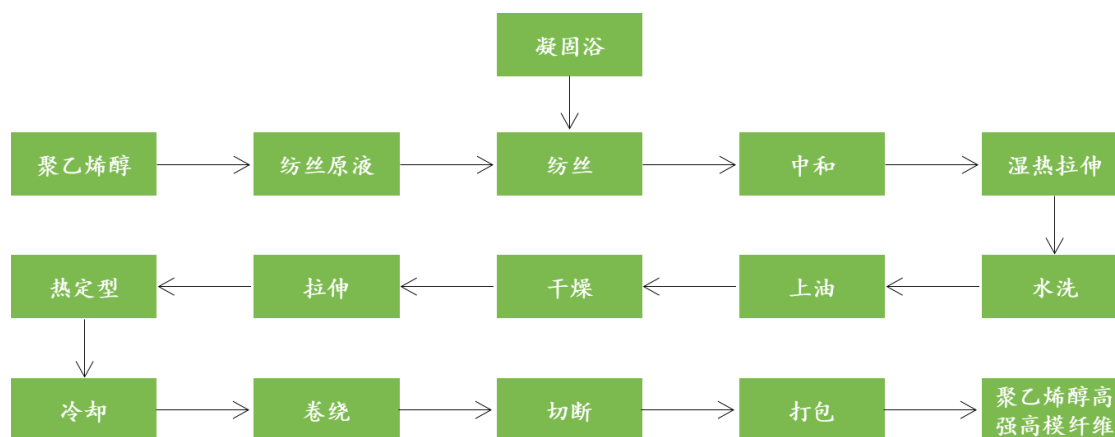 凝固浴
聚乙烯醇
纺丝原液
纺丝
中和
湿热拉伸
水洗
上油
干燥
拉伸
热定型
冷却
卷绕
切断
打包
聚乙烯醇高
强高模纤维